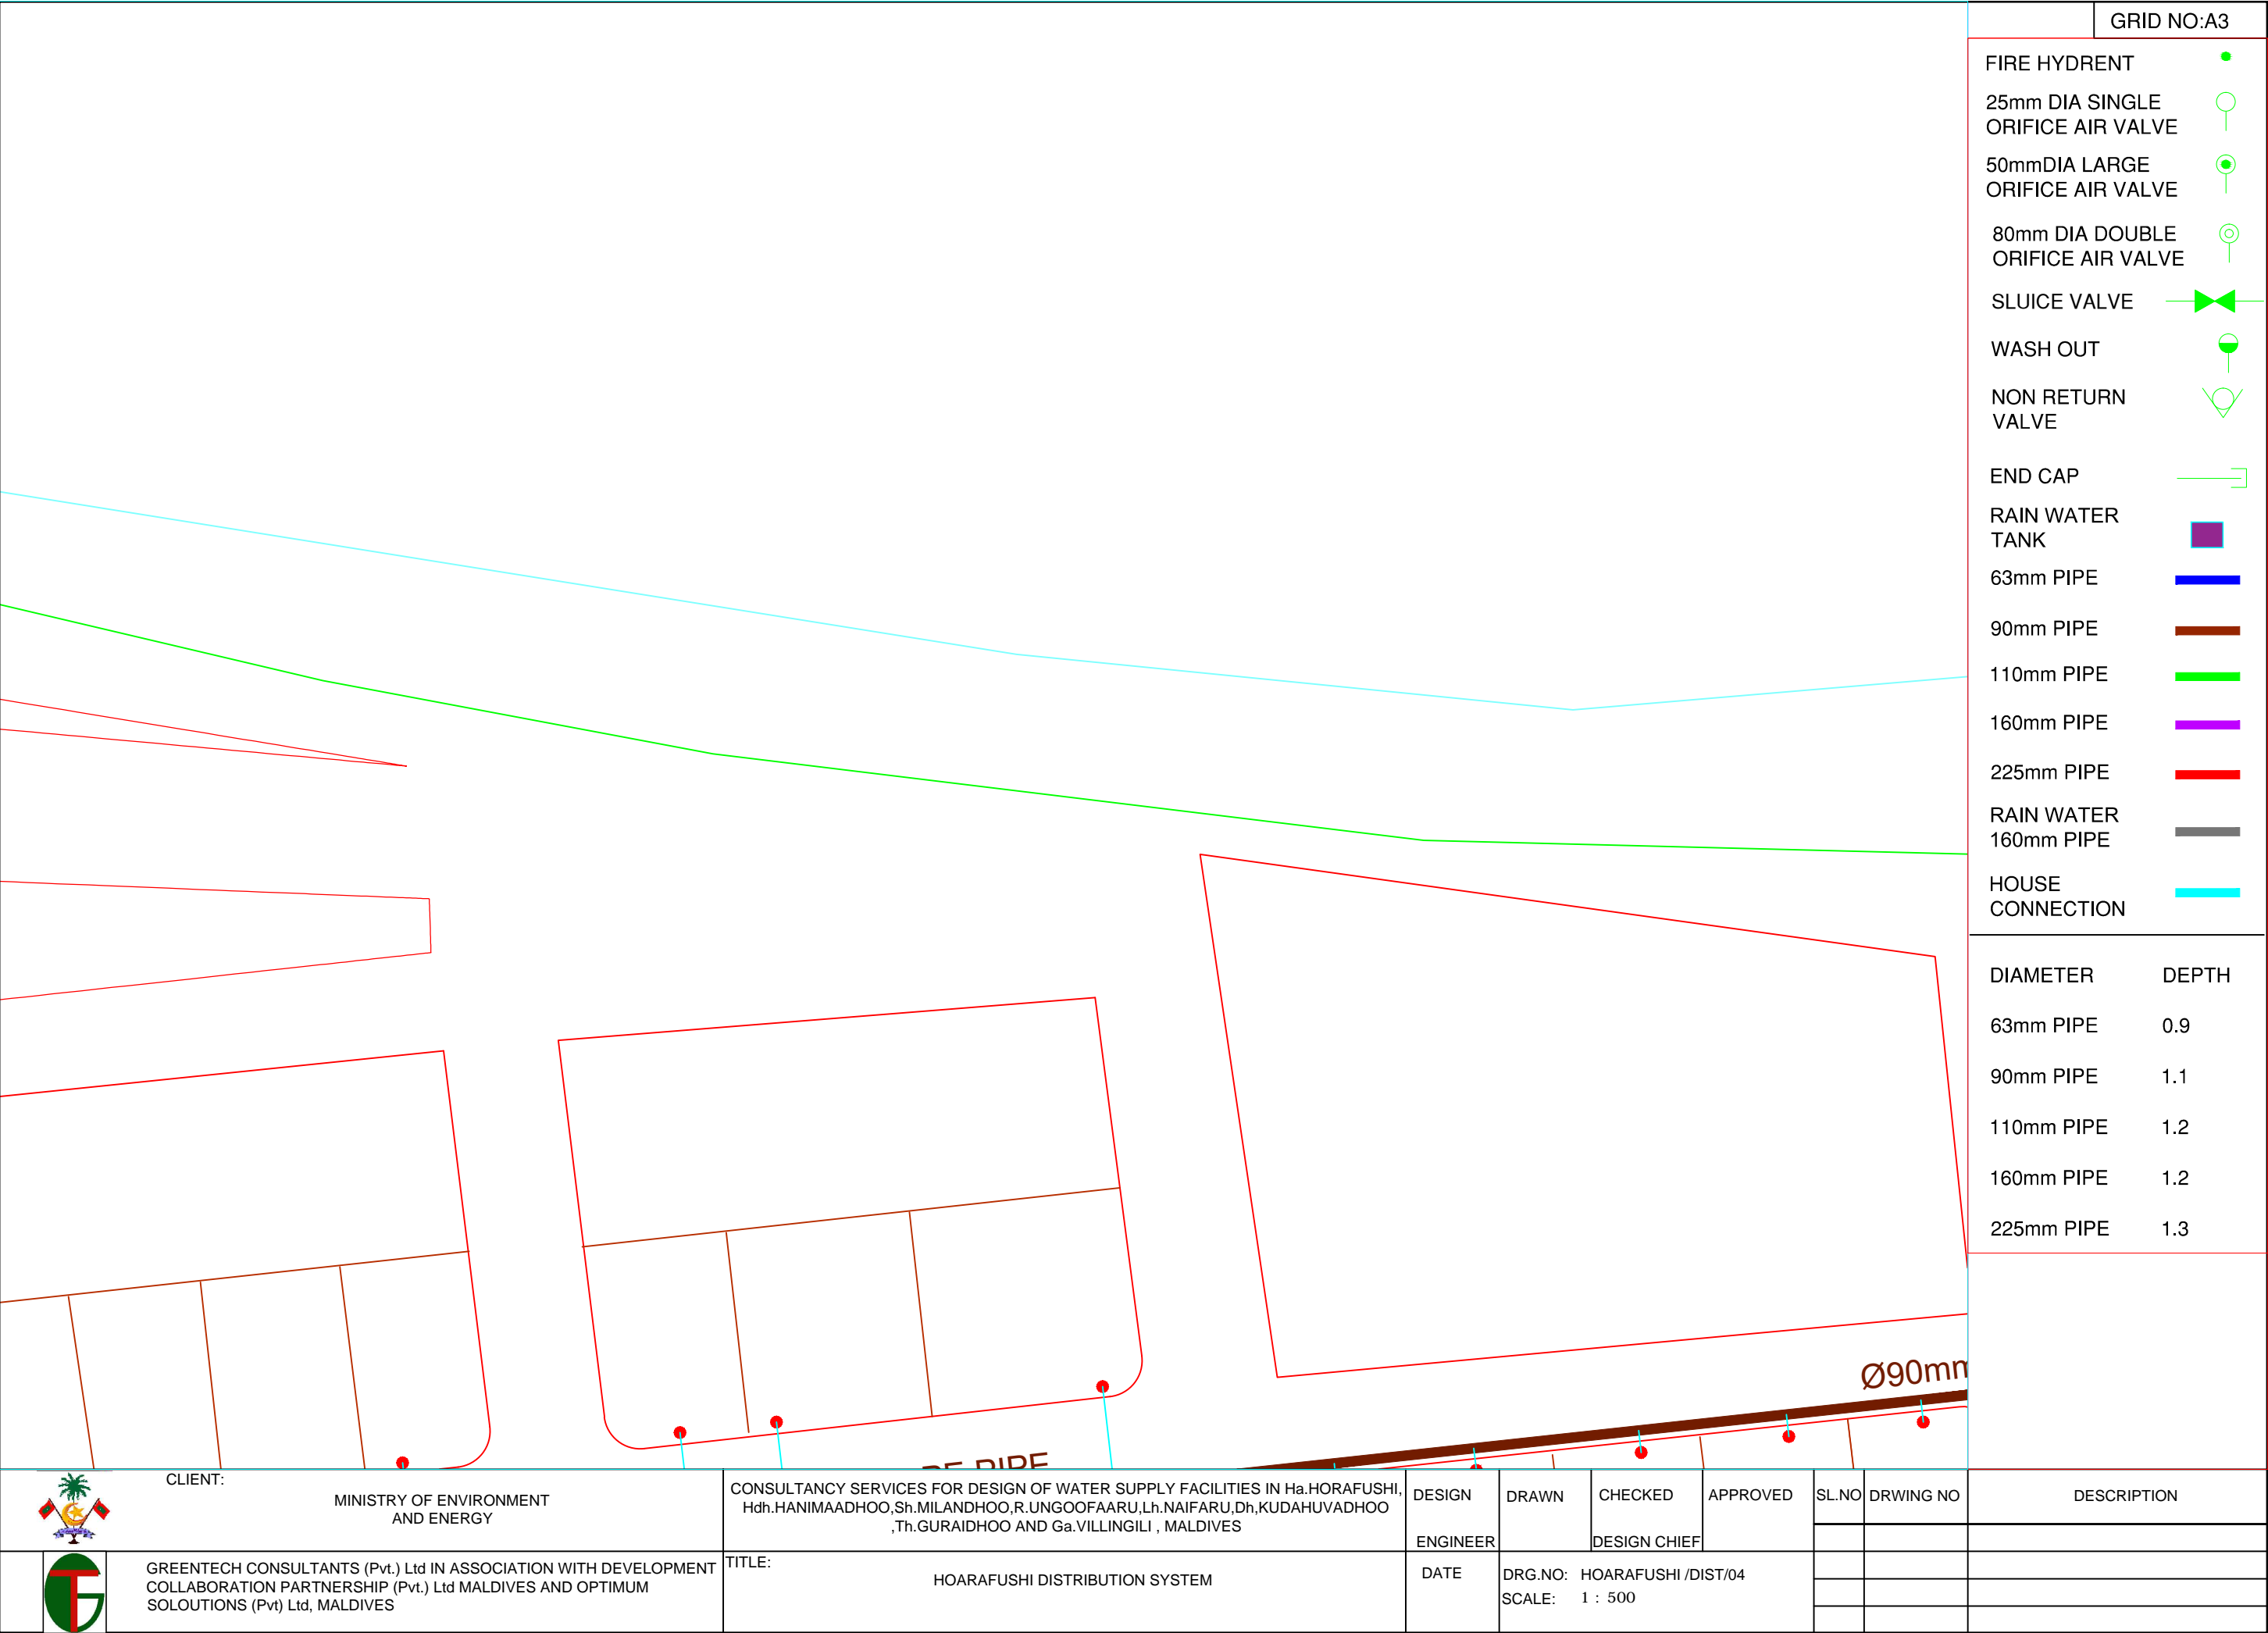 GRID NO:A3
FIRE HYDRENT
25mm DIA SINGLE
ORIFICE AIR VALVE
50mmDIA LARGE
ORIFICE AIR VALVE
80mm DIA DOUBLE
ORIFICE AIR VALVE
SLUICE VALVE
WASH OUT
NON RETURN
VALVE
END CAP
RAIN WATER
TANK
63mm PIPE
90mm PIPE
110mm PIPE
160mm PIPE
225mm PIPE
RAIN WATER
160mm PIPE
HOUSE
CONNECTION
DIAMETER DEPTH
63mm PIPE 0.9
90mm PIPE 1.1
110mm PIPE 1.2
160mm PIPE 1.2
225mm PIPE 1.3
Ø90mm
PIPE
CLIENT:
MINISTRY OF ENVIRONMENT
AND ENERGY
CONSULTANCY SERVICES FOR DESIGN OF WATER SUPPLY FACILITIES IN Ha.HORAFUSHI,
Hdh.HANIMAADHOO,Sh.MILANDHOO,R.UNGOOFAARU,Lh.NAIFARU,Dh,KUDAHUVADHOO
,Th.GURAIDHOO AND Ga.VILLINGILI , MALDIVES
DESIGN
ENGINEER
DRAWN
CHECKED
DESIGN CHIEF
APPROVED
SL.NO DRWING NO DESCRIPTION
GREENTECH CONSULTANTS (Pvt.) Ltd IN ASSOCIATION WITH DEVELOPMENT
COLLABORATION PARTNERSHIP (Pvt.) Ltd MALDIVES AND OPTIMUM
SOLOUTIONS (Pvt) Ltd, MALDIVES
TITLE:
HOARAFUSHI DISTRIBUTION SYSTEM
DATE
DRG.NO: HOARAFUSHI /DIST/04
SCALE: 1 : 500